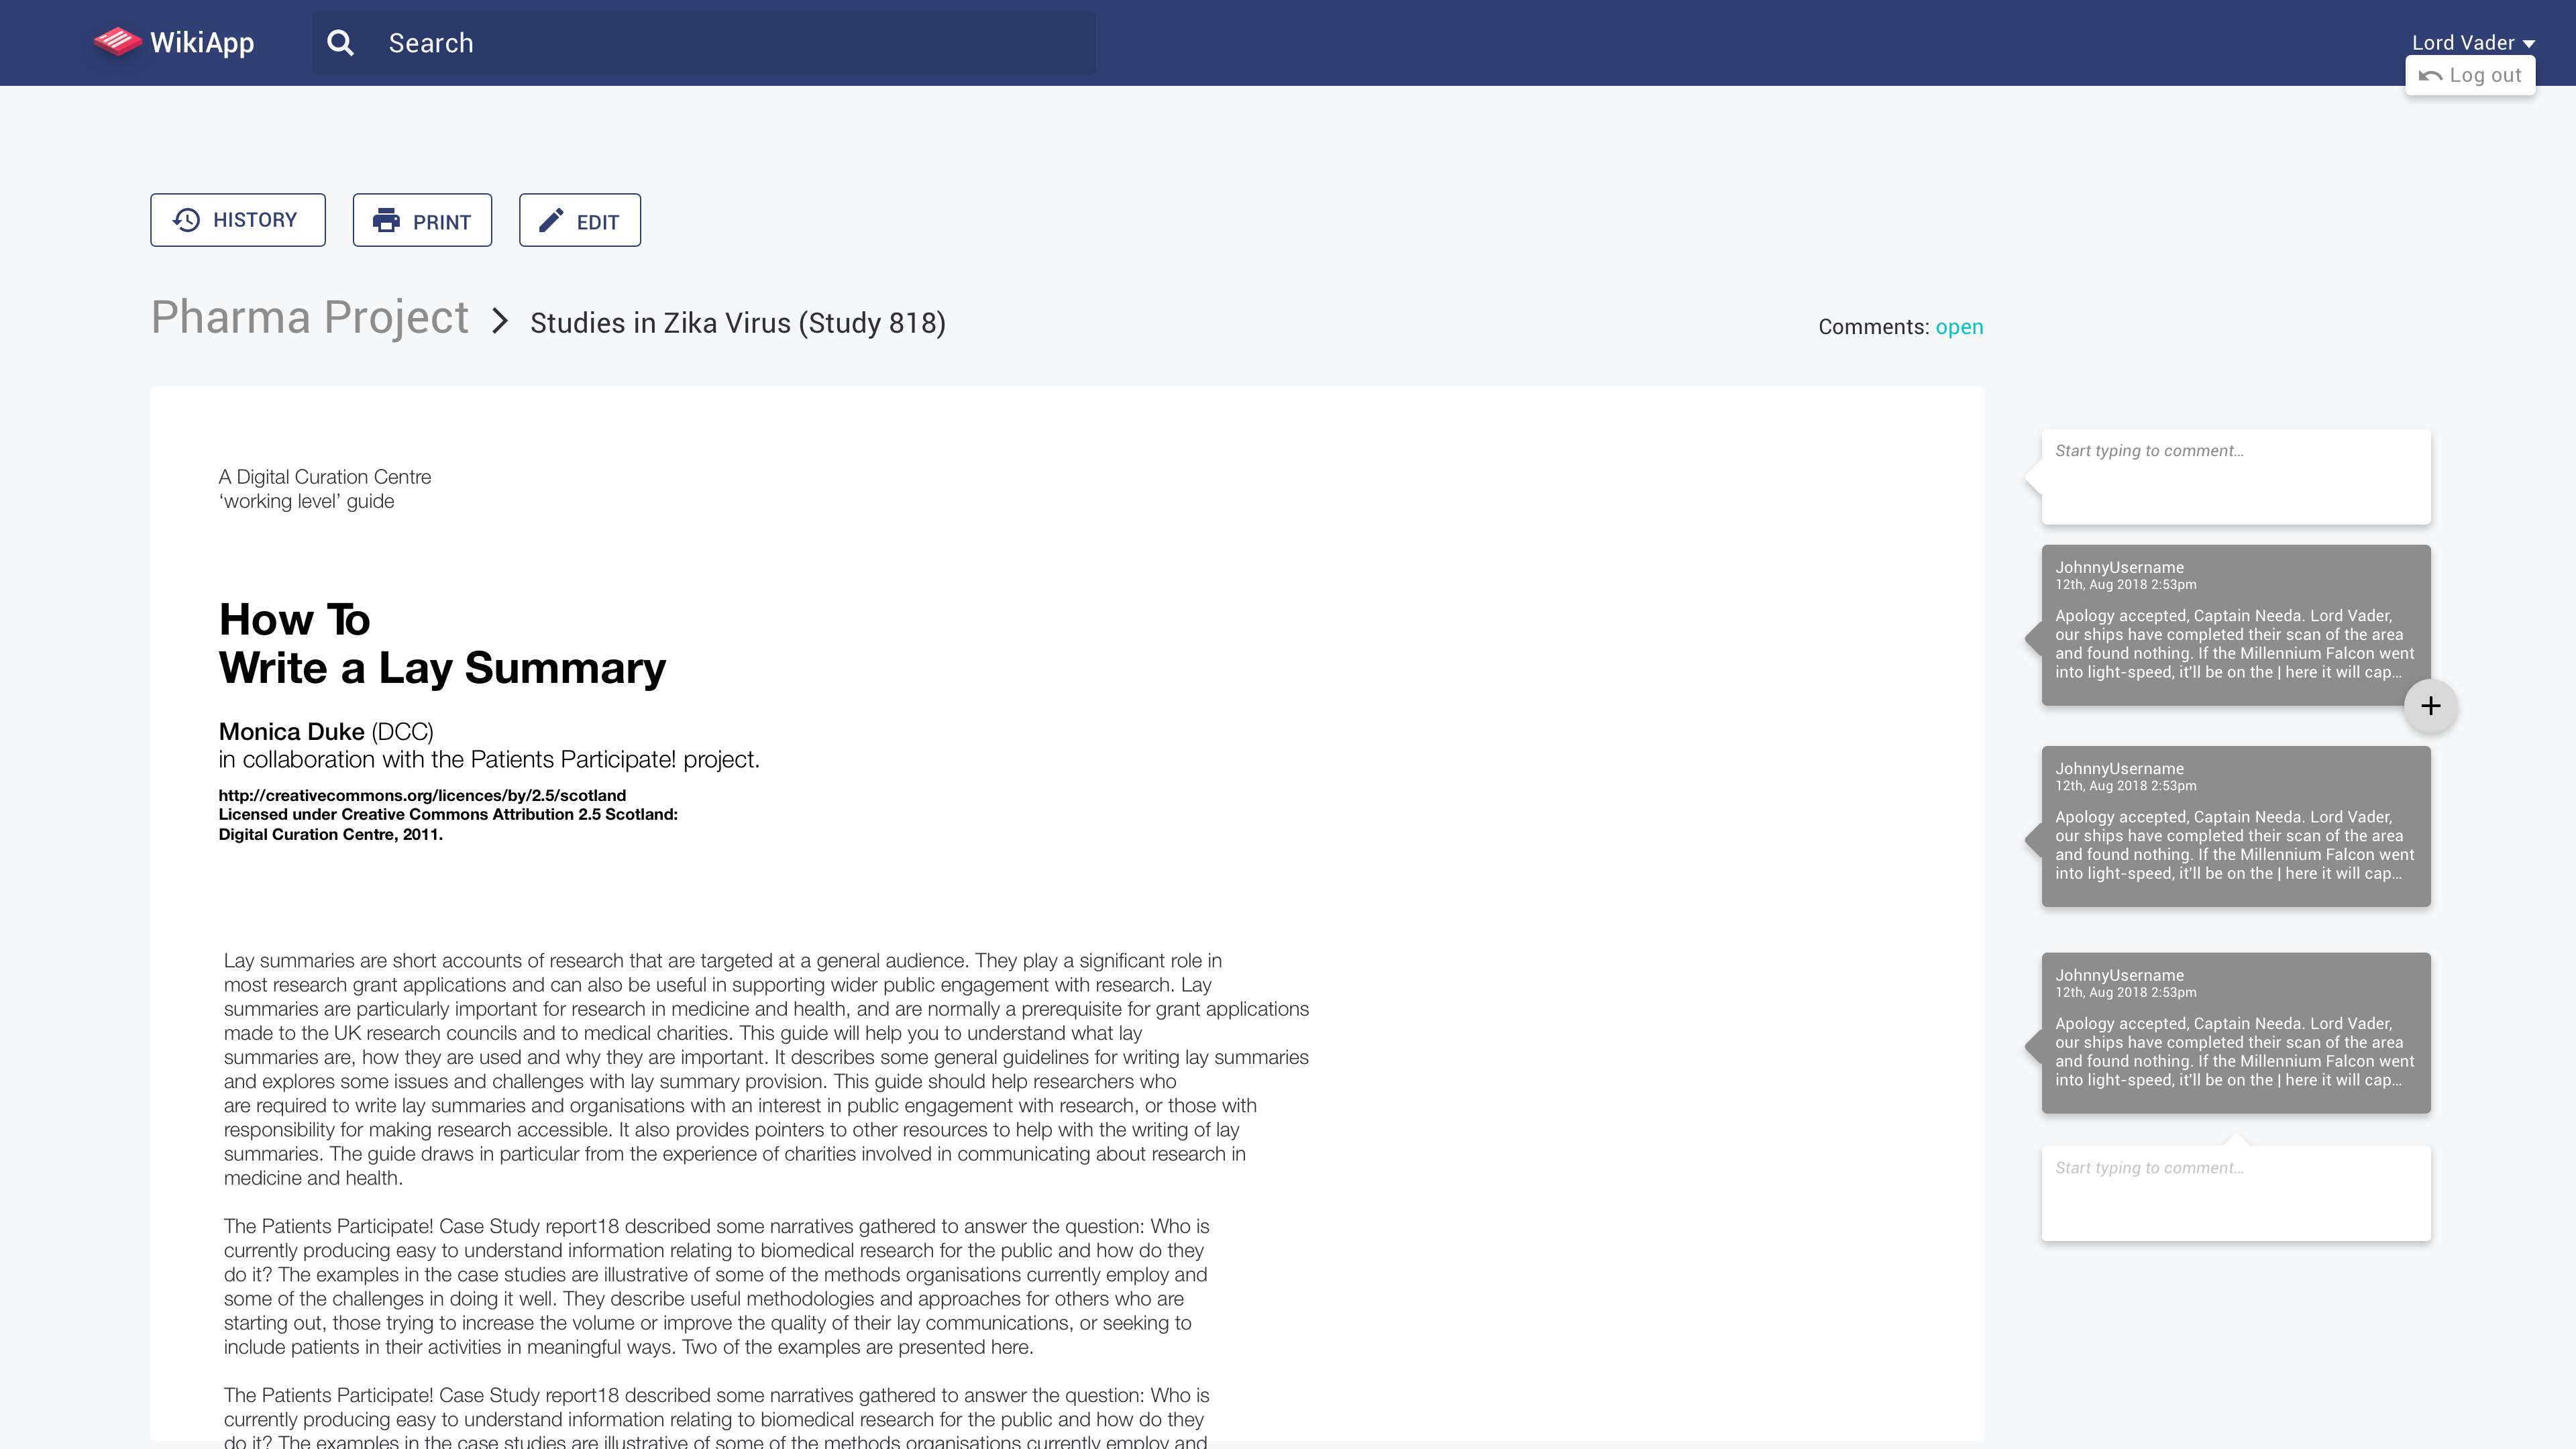 WikiApp
Search
Lord Vader
Log out
HISTORY
PRINT
EDIT
Pharma Project
Studies in Zika Virus (Study 818)
Comments: open
A Digital Curation Centre
‘working level’ guide
How To
Write a Lay Summary
Monica Duke (DCC)
in collaboration with the Patients Participate! project.
http://creativecommons.org/licences/by/2.5/scotland
Licensed under Creative Commons Attribution 2.5 Scotland:
Digital Curation Centre, 2011.
Lay summaries are short accounts of research that are targeted at a general audience. They play a significant role in
most research grant applications and can also be useful in supporting wider public engagement with research. Lay
summaries are particularly important for research in medicine and health, and are normally a prerequisite for grant applications
made to the UK research councils and to medical charities. This guide will help you to understand what lay
summaries are, how they are used and why they are important. It describes some general guidelines for writing lay summaries
and explores some issues and challenges with lay summary provision. This guide should help researchers who
are required to write lay summaries and organisations with an interest in public engagement with research, or those with
responsibility for making research accessible. It also provides pointers to other resources to help with the writing of lay
summaries. The guide draws in particular from the experience of charities involved in communicating about research in
medicine and health.
The Patients Participate! Case Study report18 described some narratives gathered to answer the question: Who is
currently producing easy to understand information relating to biomedical research for the public and how do they
do it? The examples in the case studies are illustrative of some of the methods organisations currently employ and
some of the challenges in doing it well. They describe useful methodologies and approaches for others who are
starting out, those trying to increase the volume or improve the quality of their lay communications, or seeking to
include patients in their activities in meaningful ways. Two of the examples are presented here.
The Patients Participate! Case Study report18 described some narratives gathered to answer the question: Who is
currently producing easy to understand information relating to biomedical research for the public and how do they
do it? The examples in the case studies are illustrative of some of the methods organisations currently employ and
Start typing to comment...
JohnnyUsername
12th, Aug 2018 2:53pm
Apology accepted, Captain Needa. Lord Vader,
our ships have completed their scan of the area
and found nothing. If the Millennium Falcon went
into light-speed, it'll be on the | here it will cap...
+
JohnnyUsername
12th, Aug 2018 2:53pm
Apology accepted, Captain Needa. Lord Vader,
our ships have completed their scan of the area
and found nothing. If the Millennium Falcon went
into light-speed, it'll be on the | here it will cap...
JohnnyUsername
12th, Aug 2018 2:53pm
Apology accepted, Captain Needa. Lord Vader,
our ships have completed their scan of the area
and found nothing. If the Millennium Falcon went
into light-speed, it'll be on the | here it will cap...
Start typing to comment...